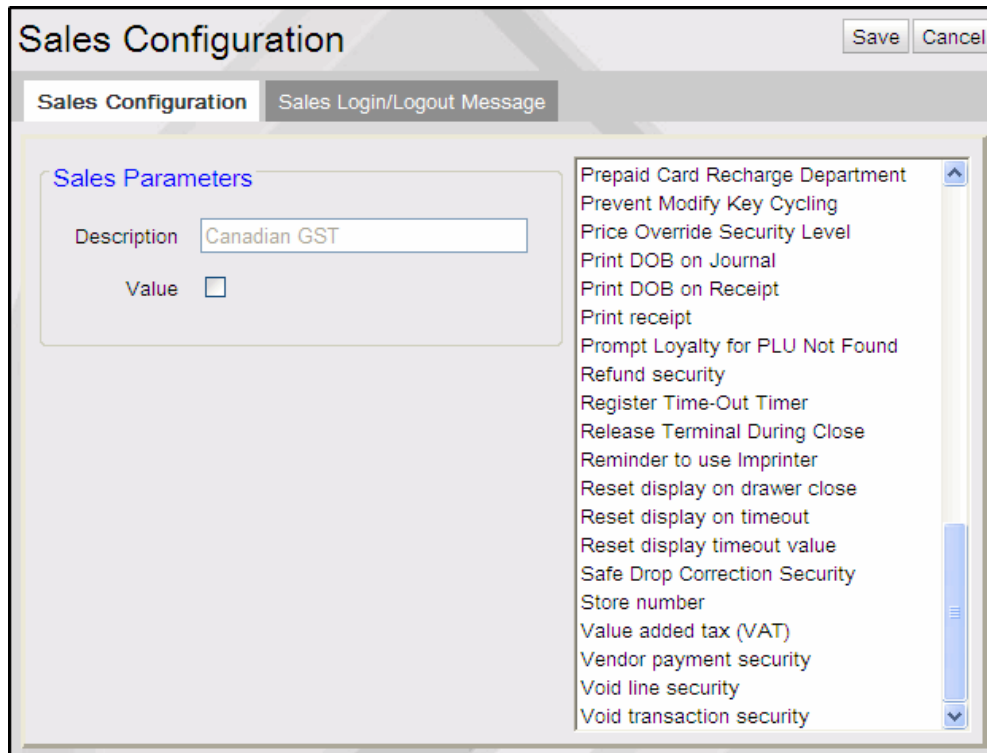 Sales Configuration
Save Cancel
Sales Configuration Sales Login/Logout Message
Sales Parameters
Description Canadian GST
Value
Prepaid Card Recharge Department
Prevent Modify Key Cycling
Price Override Security Level
Print DOB on Journal
Print DOB on Receipt
Print receipt
Prompt Loyalty for PLU Not Found
Refund security
Register Time-Out Timer
Release Terminal During Close
Reminder to use Imprinter
Reset display on drawer close
Reset display on timeout
Reset display timeout value
Safe Drop Correction Security
Store number
Value added tax (VAT)
Vendor payment security
Void line security
Void transaction security